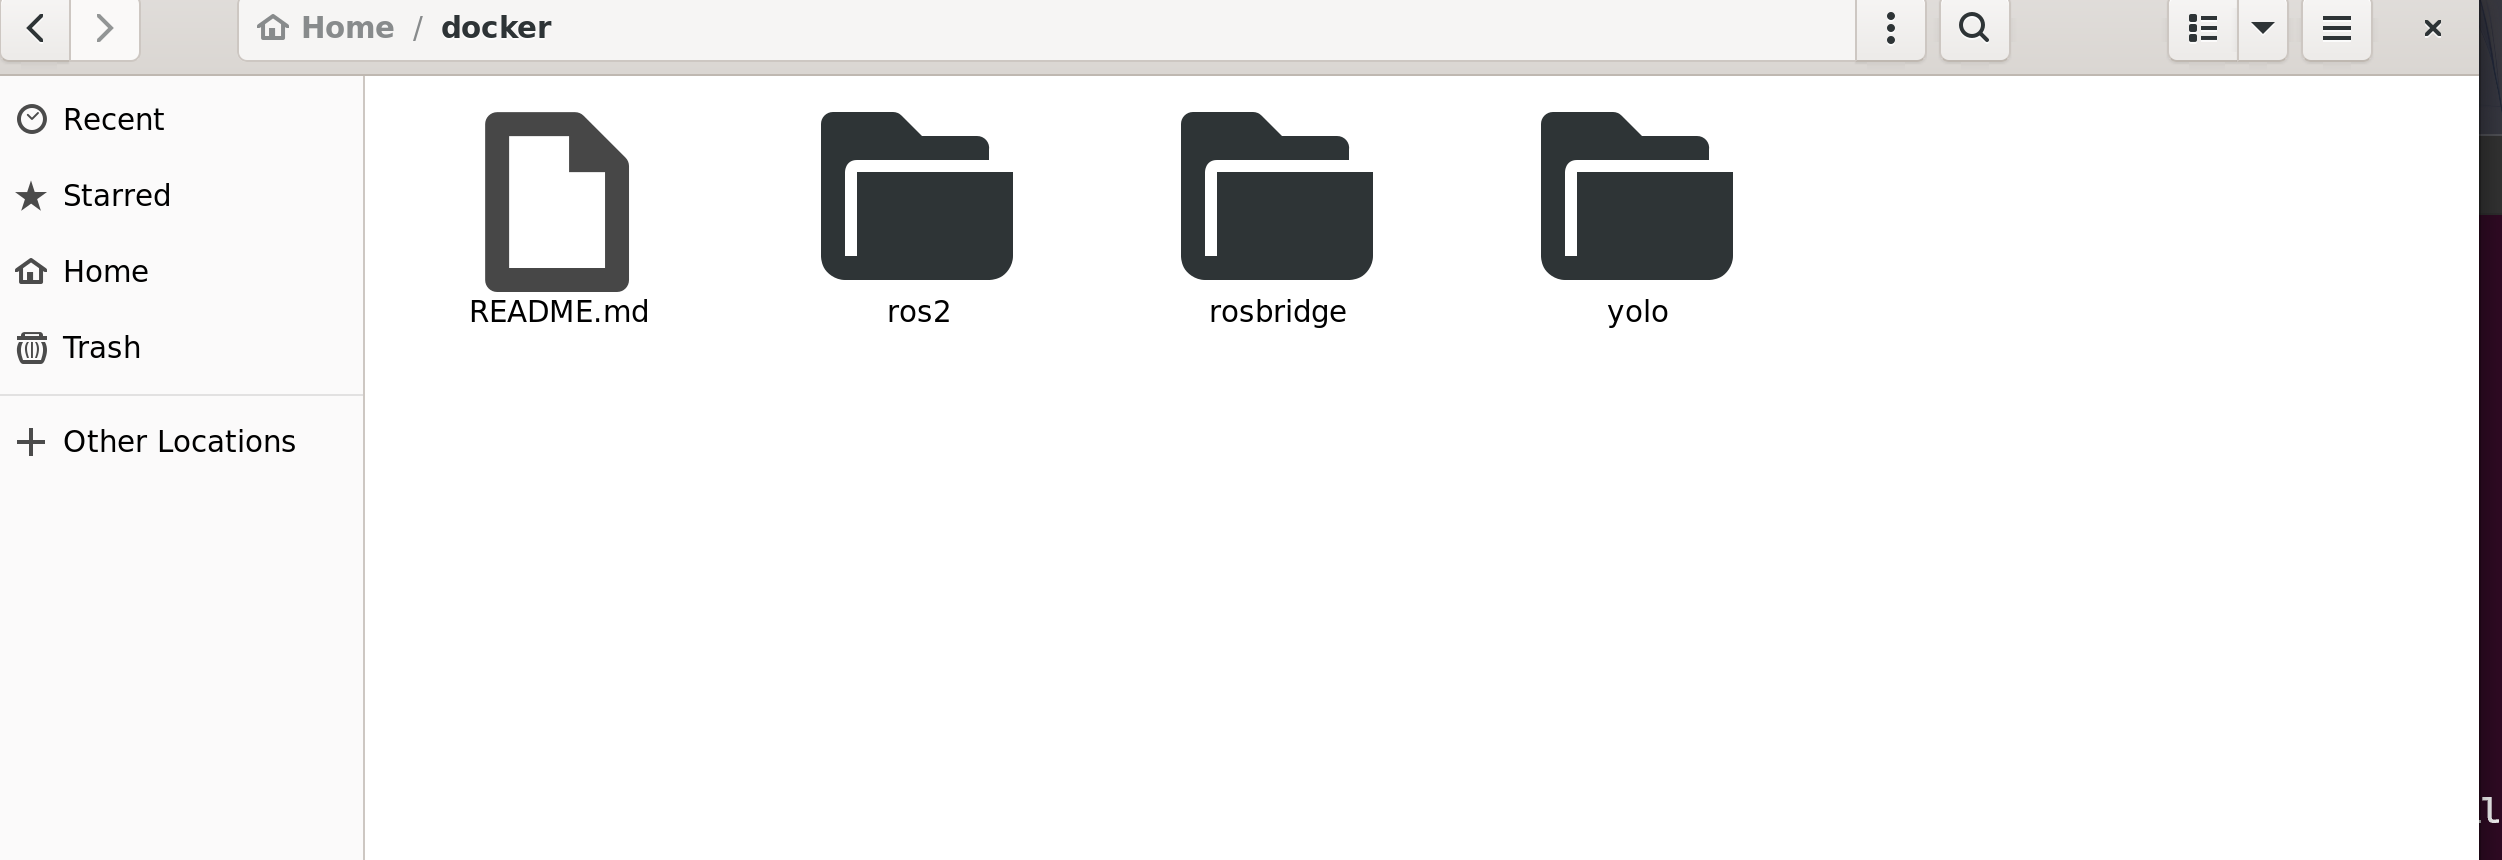 Home / docker
Recent
Starred
Home
Trash
Other Locations
README.md
ros2
rosbridge
yolo